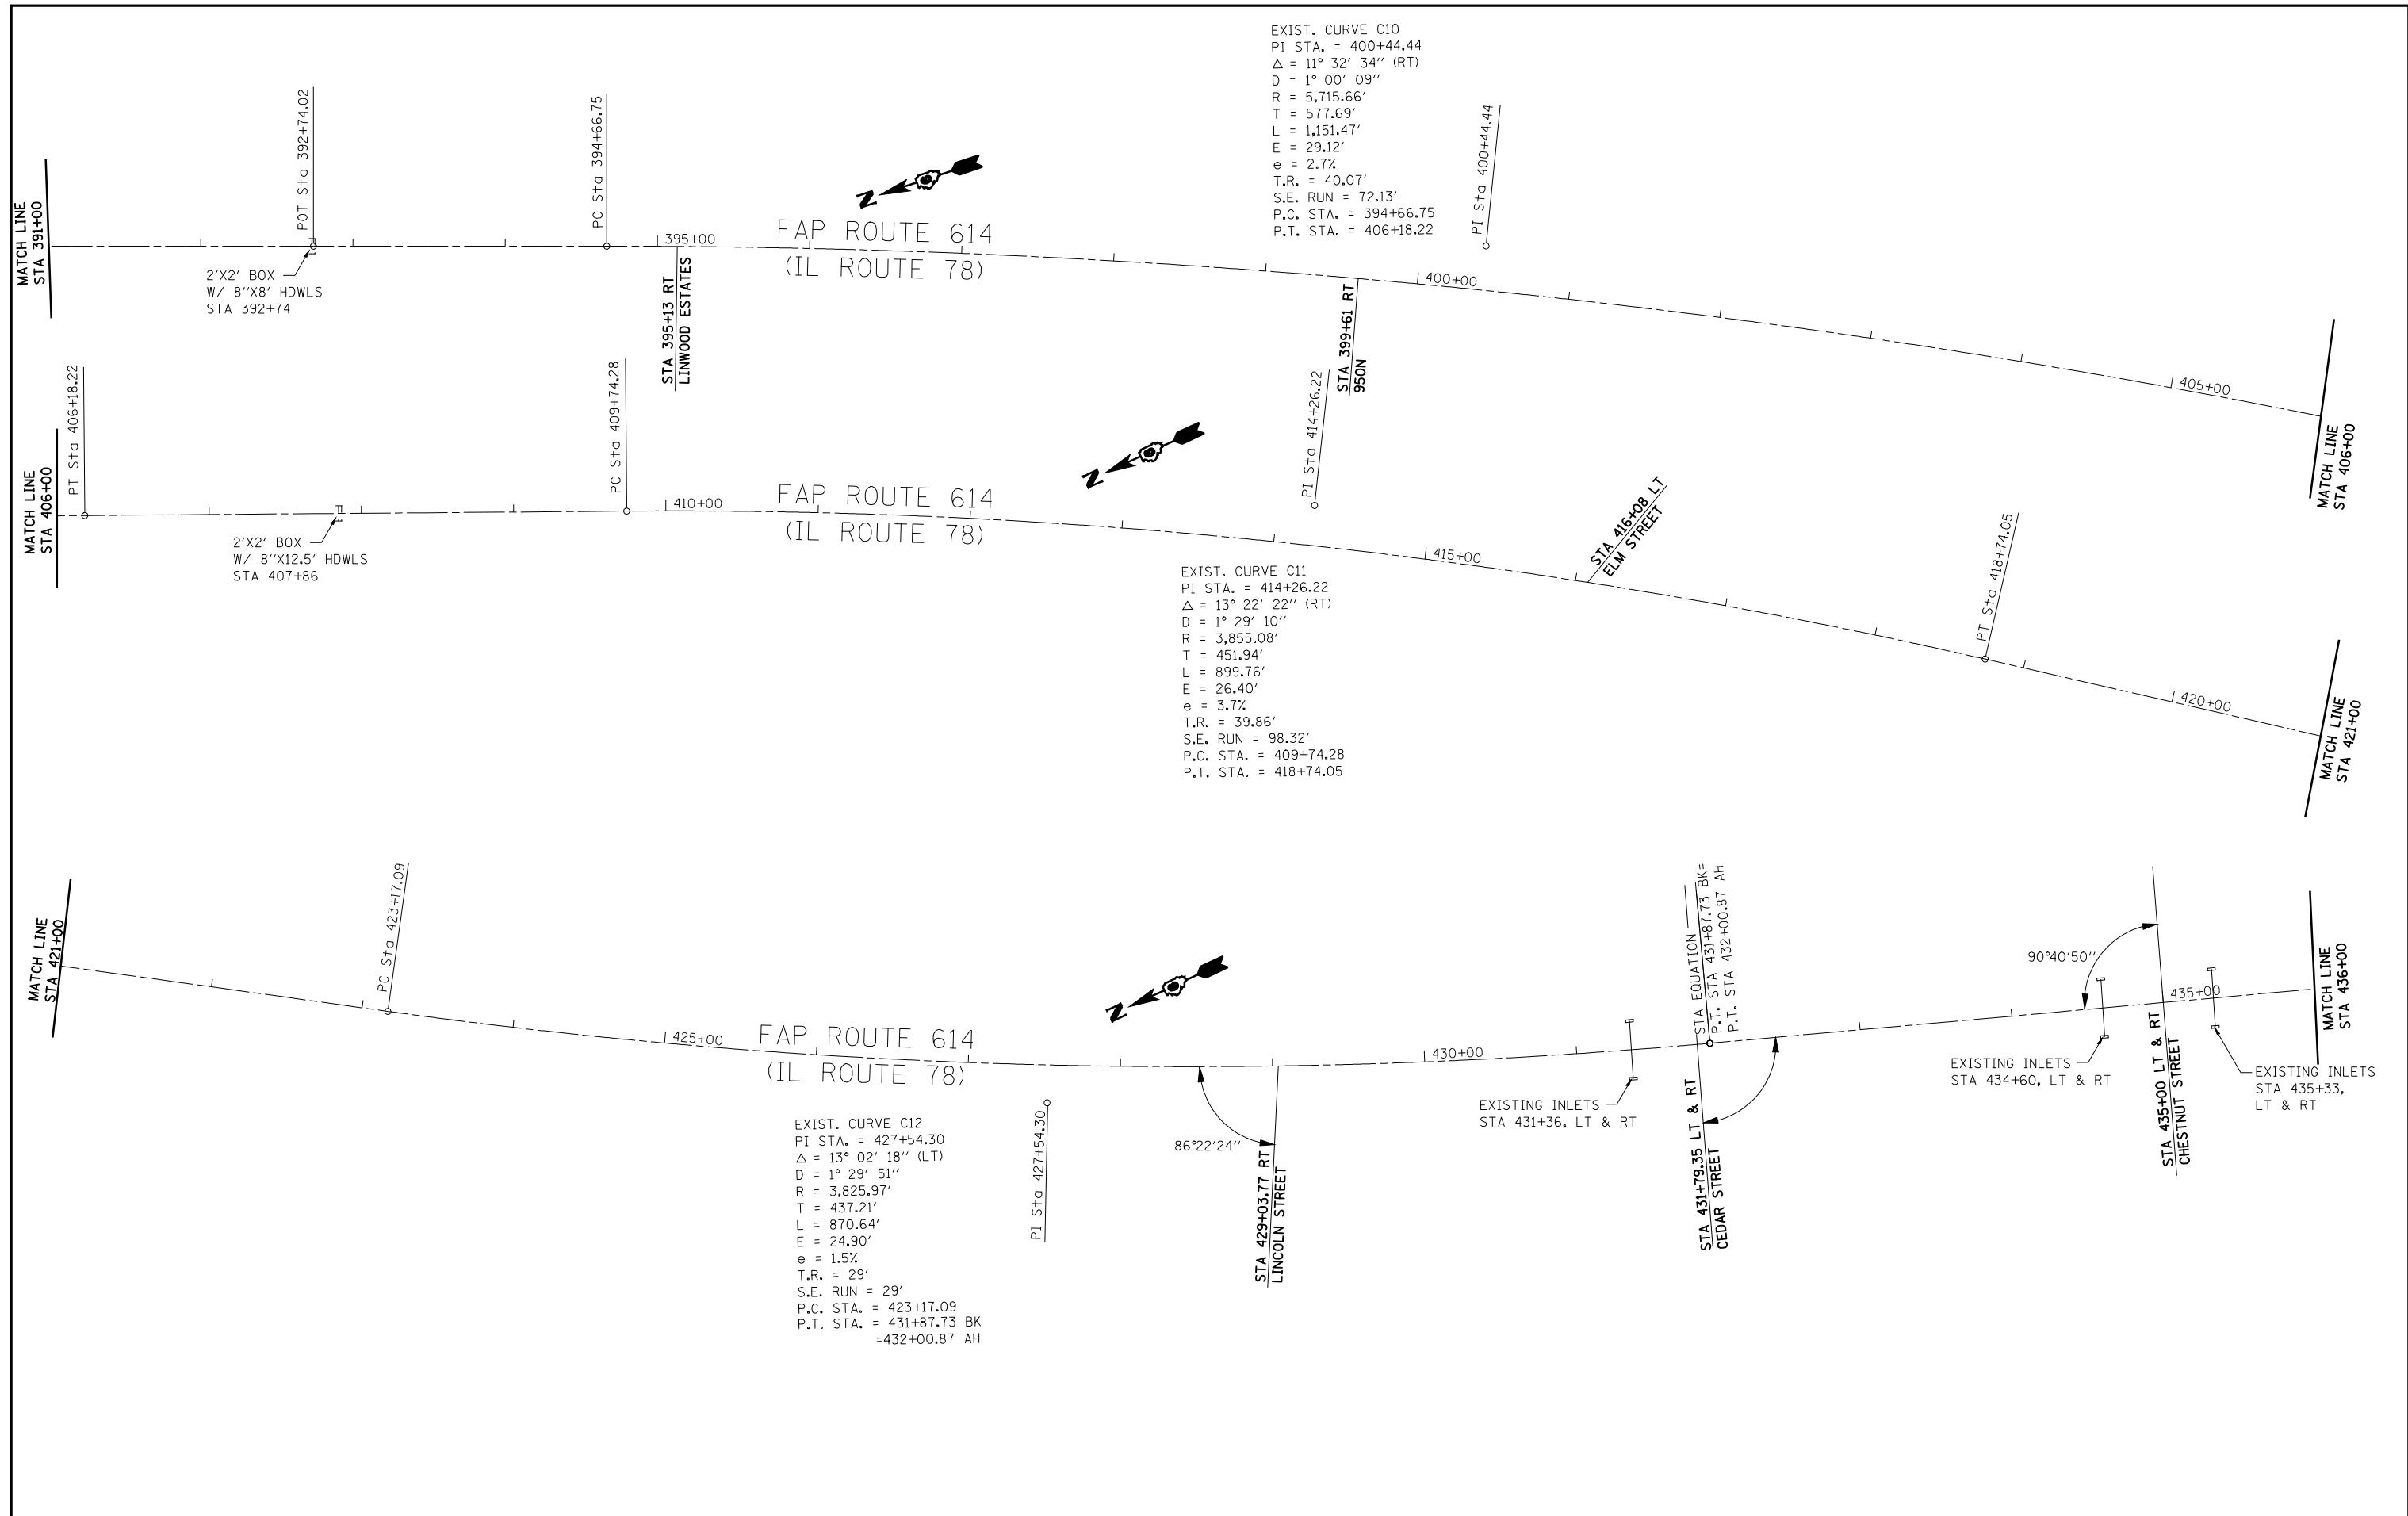 EXIST. CURVE C10
PI STA. = 400+44.44
Δ = 11° 32' 34'' (RT)
D = 1° 00' 09''
R = 5,715.66'
T = 577.69'
L = 1,151.47'
E = 29.12'
e = 2.7%
T.R. = 40.07'
S.E. RUN = 72.13'
P.C. STA. = 394+66.75
P.T. STA. = 406+18.22
MATCH LINE
STA 391+00
POT Sta 392+74.02
2'X2' BOX
W/ 8''X8' HDWLS
STA 392+74
PC Sta 394+66.75
395+00
STA 395+13 RT
LINWOOD ESTATES
N
FAP ROUTE 614
(IL ROUTE 78)
STA 399+61 RT
950N
400+00
PI Sta 400+44.44
405+00
MATCH LINE
STA 406+00
MATCH LINE
STA 406+00
PT Sta 406+18.22
2'X2' BOX
W/ 8''X12.5' HDWLS
STA 407+86
PC Sta 409+74.28
410+00
FAP ROUTE 614
(IL ROUTE 78)
N
PI Sta 414+26.22
415+00
STA 416+08 LT
ELM STREET
PT Sta 418+74.05
420+00
MATCH LINE
STA 421+00
EXIST. CURVE C11
PI STA. = 414+26.22
Δ = 13° 22' 22'' (RT)
D = 1° 29' 10''
R = 3,855.08'
T = 451.94'
L = 899.76'
E = 26.40'
e = 3.7%
T.R. = 39.86'
S.E. RUN = 98.32'
P.C. STA. = 409+74.28
P.T. STA. = 418+74.05
MATCH LINE
STA 421+00
PC Sta 423+17.09
425+00
FAP ROUTE 614
(IL ROUTE 78)
N
EXIST. CURVE C12
PI STA. = 427+54.30
Δ = 13° 02' 18'' (LT)
D = 1° 29' 51''
R = 3,825.97'
T = 437.21'
L = 870.64'
E = 24.90'
e = 1.5%
T.R. = 29'
S.E. RUN = 29'
P.C. STA. = 423+17.09
P.T. STA. = 431+87.73 BK
=432+00.87 AH
PI Sta 427+54.30
86°22'24''
STA 429+03.77 RT
LINCOLN STREET
430+00
EXISTING INLETS
STA 431+36, LT & RT
STA EQUATION
P.T. STA 431+87.73 BK=
P.T. STA 432+00.87 AH
STA 431+79.35 LT & RT
CEDAR STREET
90°40'50''
EXISTING INLETS
STA 434+60, LT & RT
435+00
STA 435+00 LT & RT
CHESTNUT STREET
EXISTING INLETS
STA 435+33,
LT & RT
MATCH LINE
STA 436+00